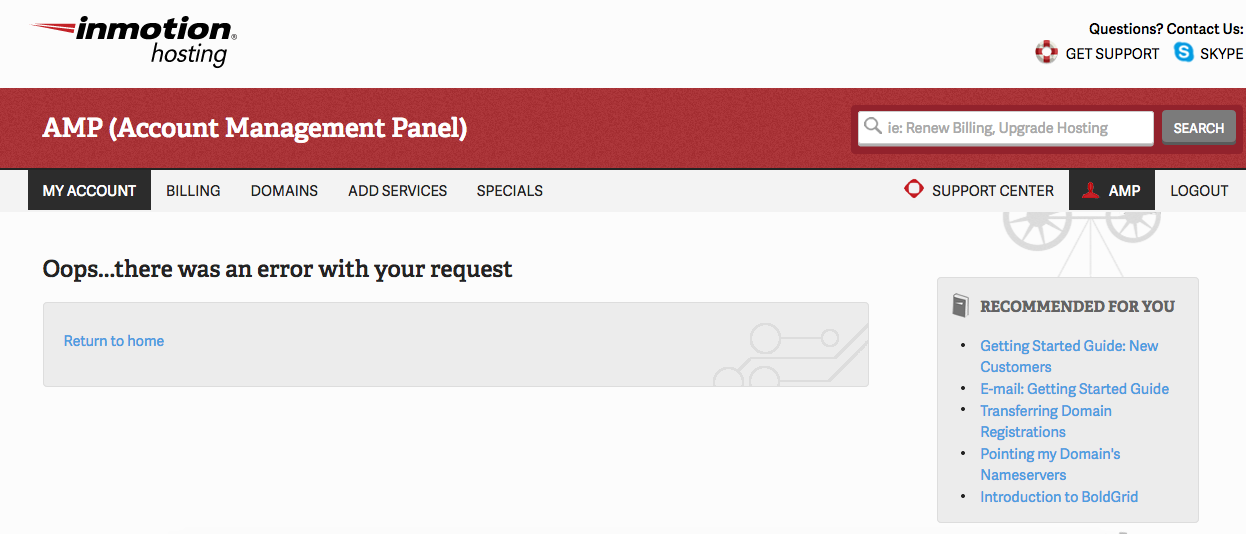 inmotion
hosting
Questions? Contact Us:
GET SUPPORT SKYPE
AMP (Account Management Panel)
ie: Renew Billing, Upgrade Hosting SEARCH
MY ACCOUNT BILLING DOMAINS ADD SERVICES SPECIALS SUPPORT CENTER AMP LOGOUT
Oops...there was an error with your request
Return to home
RECOMMENDED FOR YOU
• Getting Started Guide: New
Customers
• E-mail: Getting Started Guide
• Transferring Domain
Registrations
• Pointing my Domain's
Nameservers
• Introduction to BoldGrid